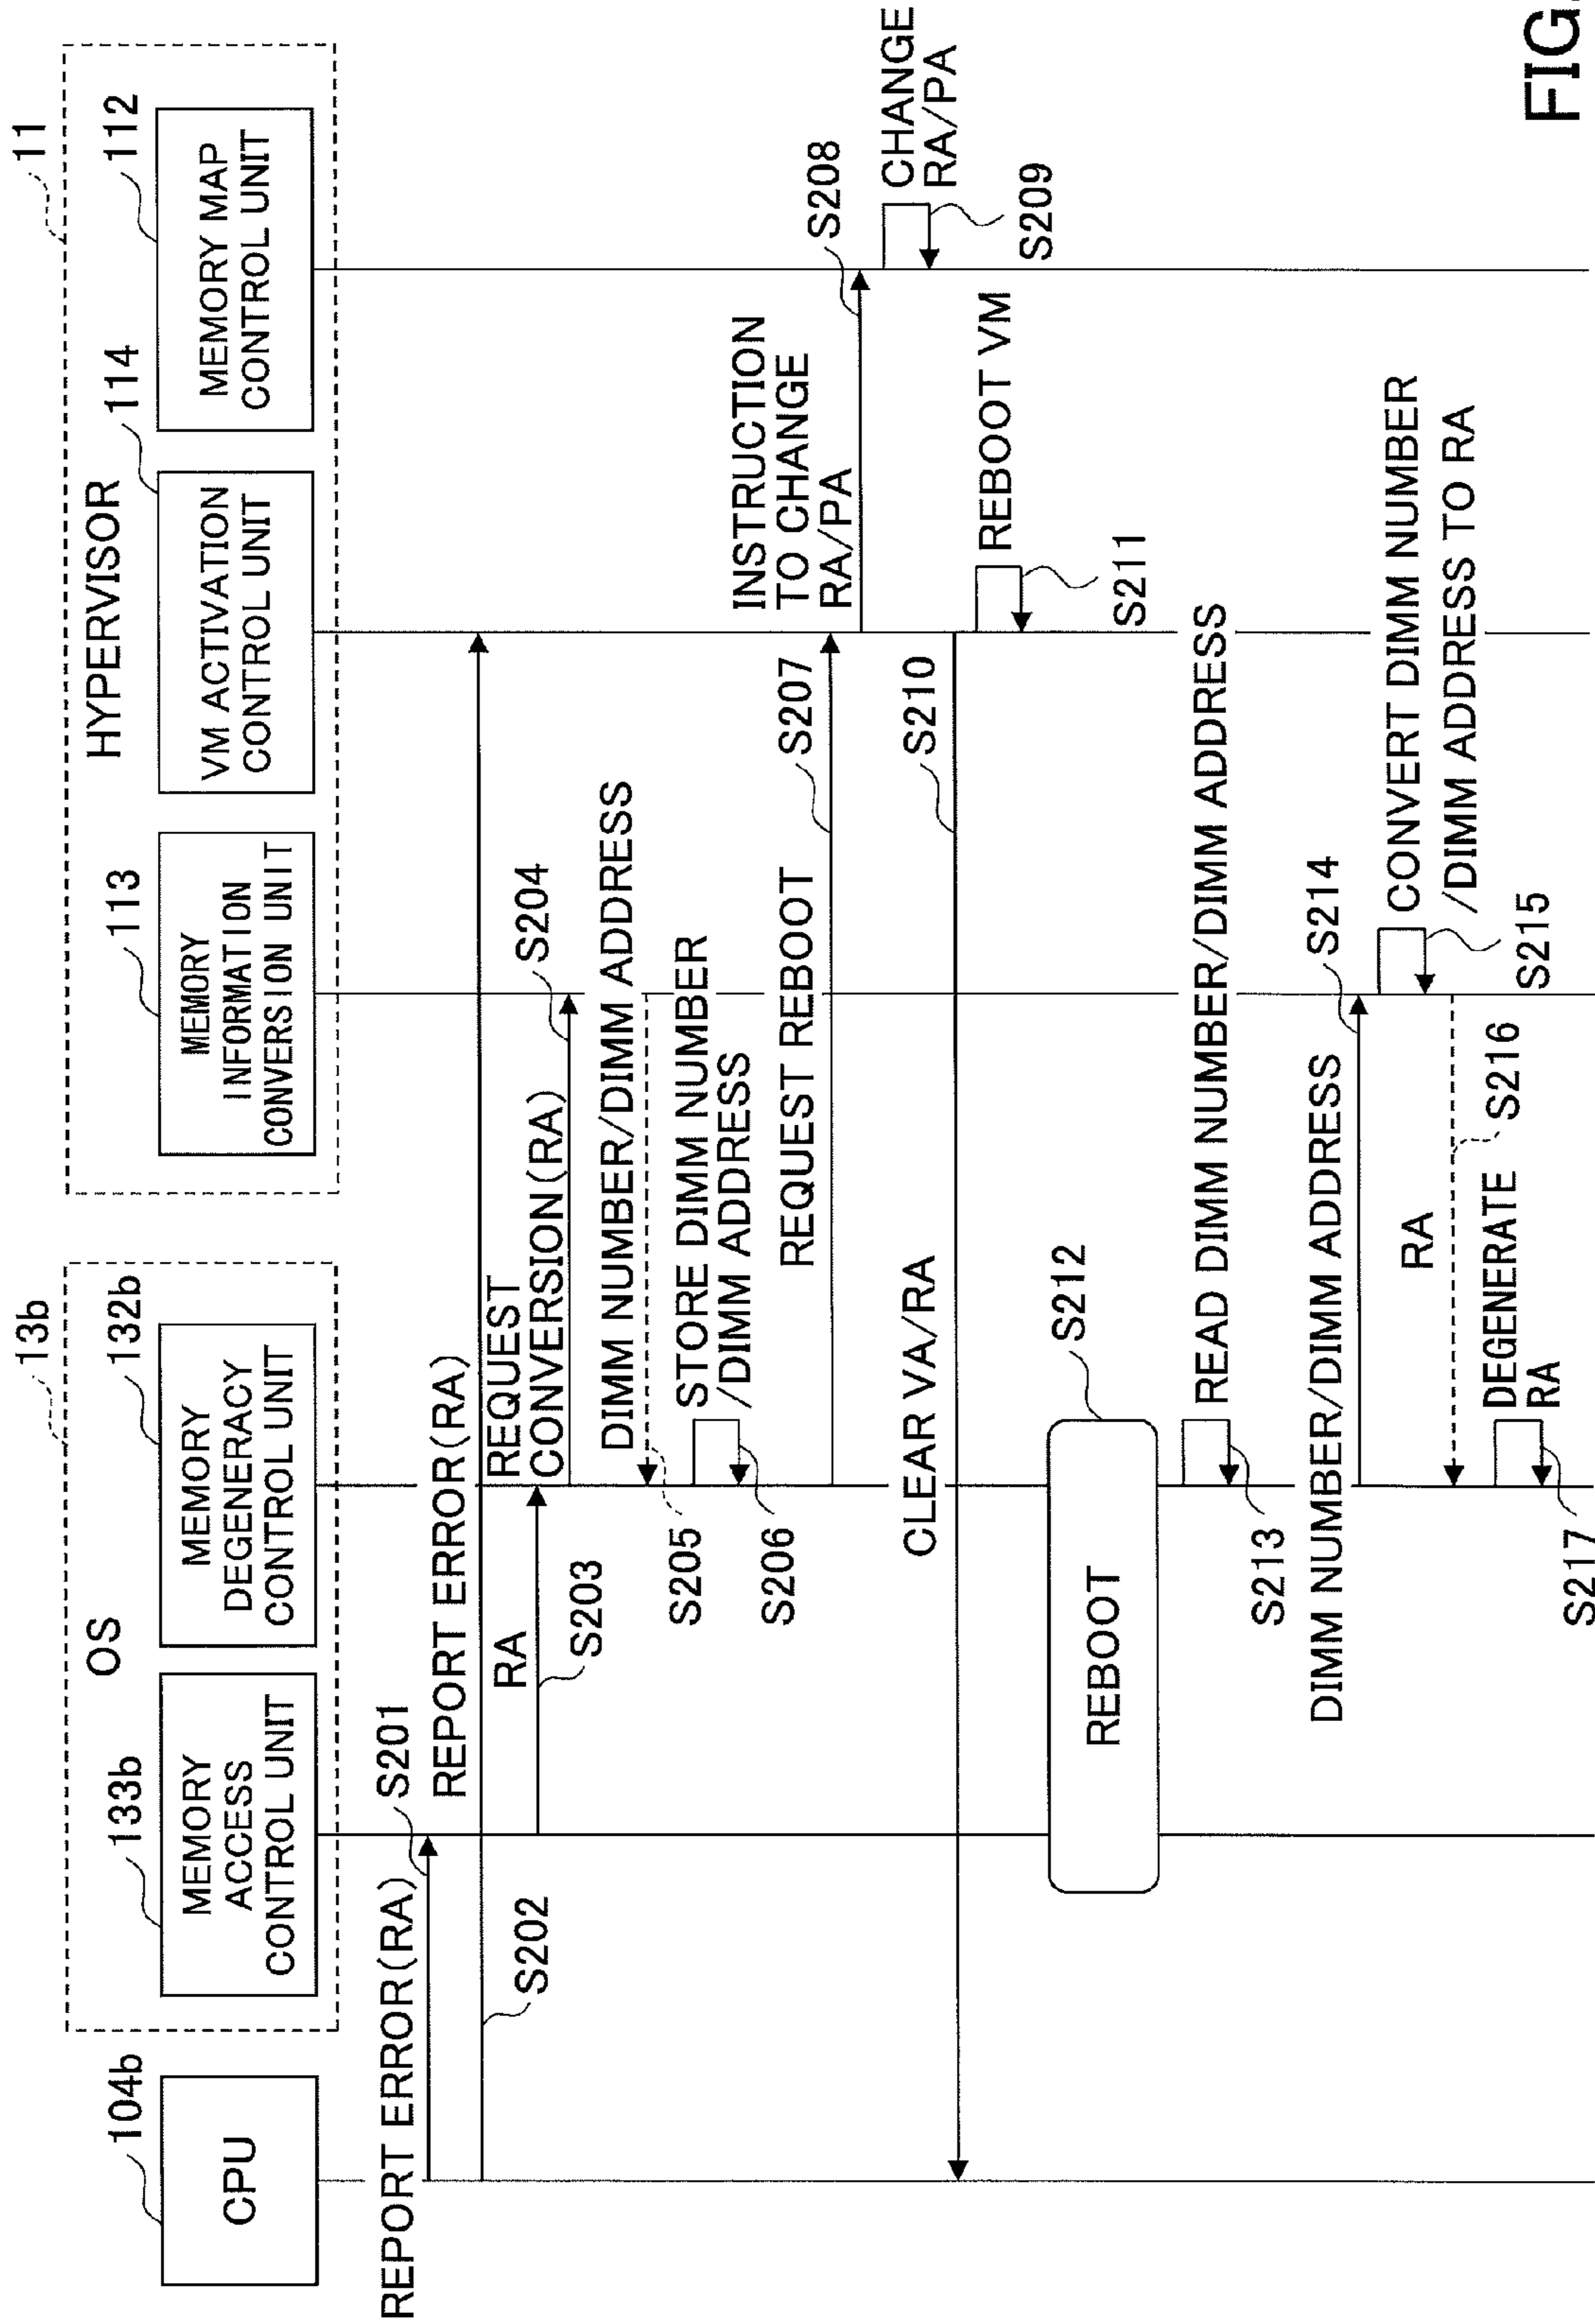 11
13b
HYPERVISOR
OS
104b
133b
132b
113
114
112
CPU
MEMORY
ACCESS
CONTROL UNIT
MEMORY
DEGENERACY
CONTROL UNIT
MEMORY
INFORMATION
CONVERSION UNIT
VM ACTIVATION
CONTROL UNIT
MEMORY MAP
CONTROL UNIT
REPORT ERROR(RA)
S201
REPORT ERROR(RA)
S202
RA
S203
REQUEST
CONVERSION(RA)
S204
DIMM NUMBER/DIMM ADDRESS
S205
STORE DIMM NUMBER
/DIMM ADDRESS
S206
REQUEST REBOOT
S207
INSTRUCTION
TO CHANGE
RA/PA
S208
CHANGE
RA/PA
S209
CLEAR VA/RA
S210
REBOOT VM
S211
REBOOT
S212
READ DIMM NUMBER/DIMM ADDRESS
S213
DIMM NUMBER/DIMM ADDRESS
S214
CONVERT DIMM NUMBER
/DIMM ADDRESS TO RA
S215
RA
S216
DEGENERATE
RA
S217
FIG.